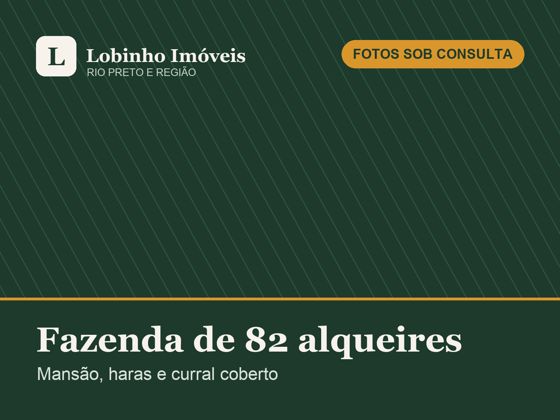 L
Lobinho Imóveis
RIO PRETO E REGIÃO
FOTOS SOB CONSULTA
Fazenda de 82 alqueires
Mansão, haras e curral coberto